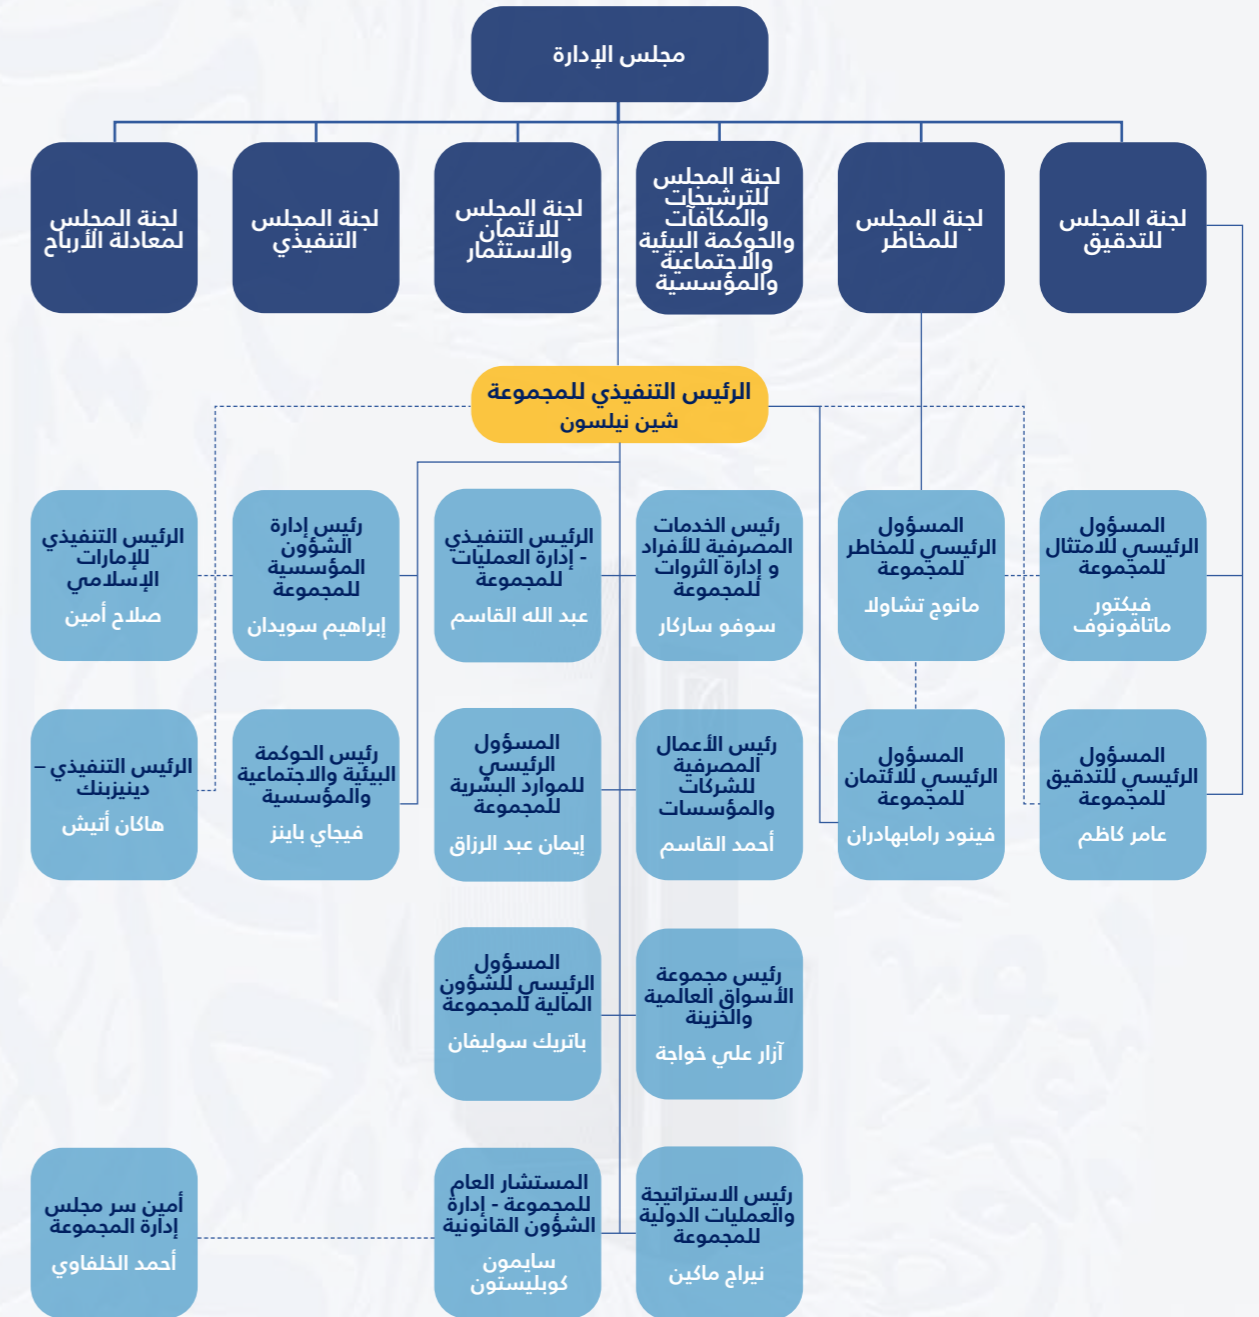 مجلس الإدارة
لجنة المجلس
للتدقيق
لجنة المجلس
للمخاطر
لجنة المجلس
للترشيحات
والمكافآت
والحوكمة البيئية
والاجتماعية
والمؤسسية
لجنة المجلس
للائتمان
والاستثمار
لجنة المجلس
التنفيذي
لجنة المجلس
لمعادلة الأرباح
الرئيس التنفيذي للمجموعة
شين نيلسون
المسؤول
الرئيسي للامتثال
للمجموعة
فيكتور
ماتافونوف
المسؤول
الرئيسي للمخاطر
للمجموعة
مانوج تشاولا
رئيس الخدمات
المصرفية للأفراد
و إدارة الثروات
للمجموعة
سوفو ساركار
الرئيس التنفيذي
- إدارة العمليات
للمجموعة
عبد الله القاسم
رئيس إدارة
الشؤون
المؤسسية
للمجموعة
إبراهيم سويدان
الرئيس التنفيذي
للإمارات
الإسلامي
صلاح أمين
المسؤول
الرئيسي للتدقيق
للمجموعة
عامر كاظم
المسؤول
الرئيسي للائتمان
للمجموعة
فينود رامابهادران
رئيس الأعمال
المصرفية
للشركات
والمؤسسات
أحمد القاسم
المسؤول
الرئيسي
للموارد البشرية
للمجموعة
إيمان عبد الرزاق
رئيس الحوكمة
البيئية والاجتماعية
والمؤسسية
فيجاي باينز
الرئيس التنفيذي –
دينيزبنك
هاكان أتيش
رئيس مجموعة
الأسواق العالمية
والخزينة
آزار علي خواجة
المسؤول
الرئيسي للشؤون
المالية للمجموعة
باتريك سوليفان
رئيس الاستراتيجة
والعمليات الدولية
للمجموعة
نيراج ماكين
المستشار العام
للمجموعة - إدارة
الشؤون القانونية
سايمون
كوبليستون
أمين سر مجلس
إدارة المجموعة
أحمد الخلفاوي